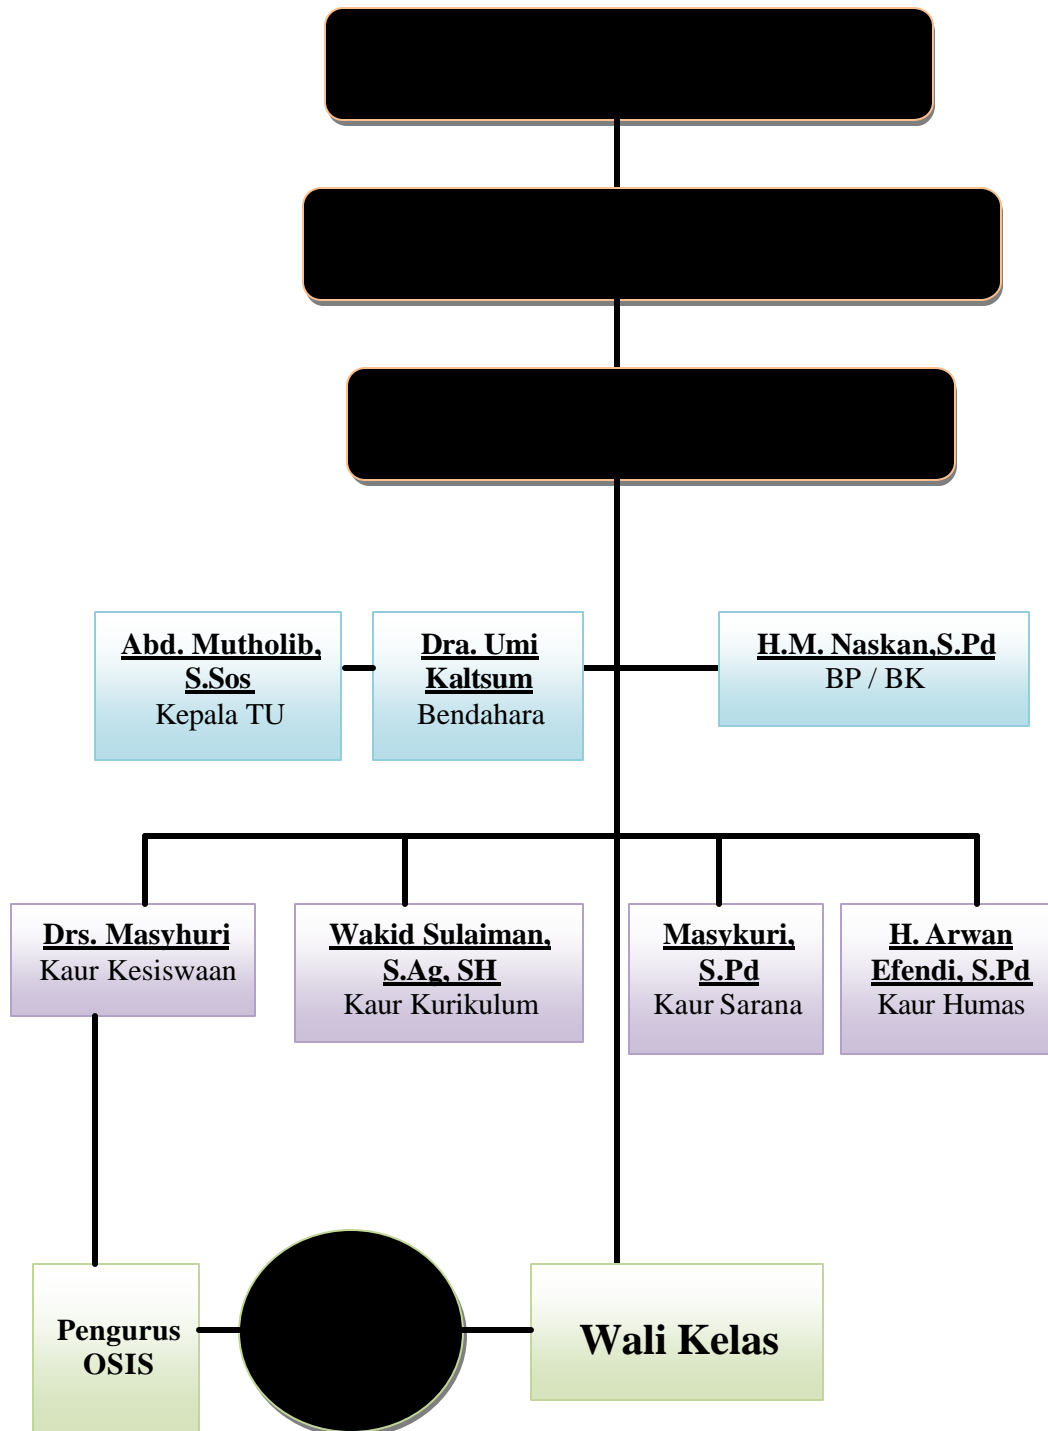 Abd. Mutholib,
S.Sos
Kepala TU
Dra. Umi
Kaltsum
Bendahara
H.M. Naskan,S.Pd
BP / BK
Drs. Masyhuri
Kaur Kesiswaan
Wakid Sulaiman,
S.Ag, SH
Kaur Kurikulum
Masykuri,
S.Pd
Kaur Sarana
H. Arwan
Efendi, S.Pd
Kaur Humas
Pengurus
OSIS
Wali Kelas